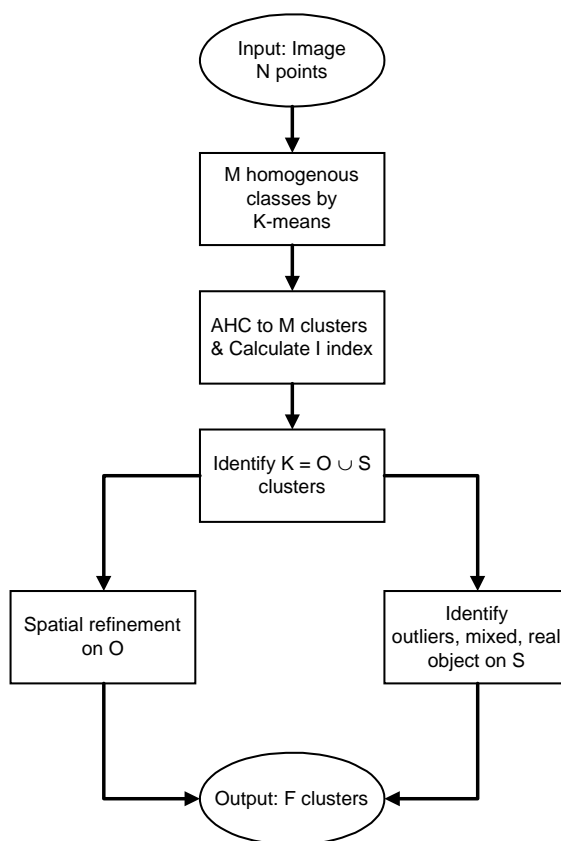 Input: Image
N points
M homogenous
classes by
K-means
AHC to M clusters
& Calculate I index
Identify K = O ∪ S
clusters
Spatial refinement
on O
Identify
outliers, mixed, real
object on S
Output: F clusters